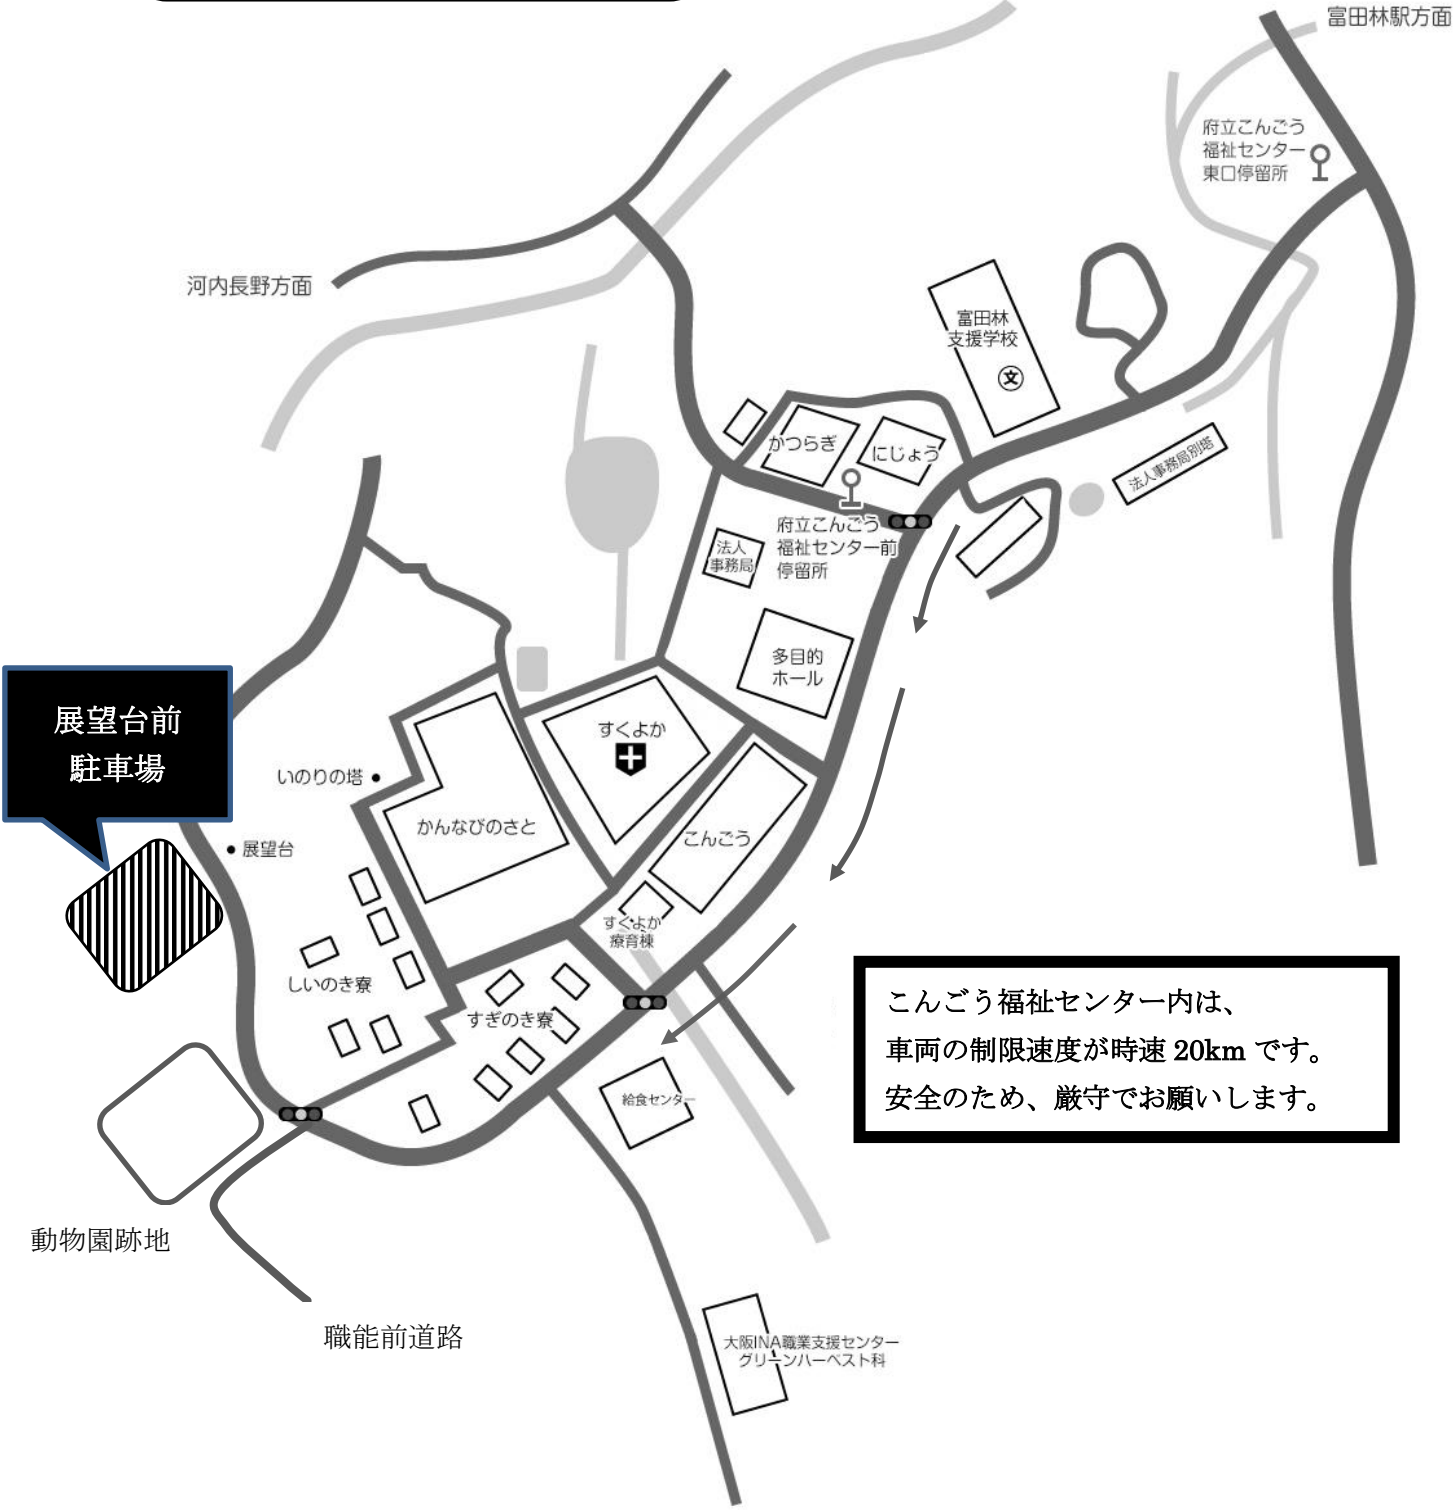 富田林駅方面
府立こんごう
福祉センター
東口停留所
河内長野方面
富田林
支援学校
文
かつらぎ
にじょう
法人事務局別塔
府立こんごう
福祉センター前
停留所
法人
事務局
多目的
ホール
展望台前
駐車場
すくよか
いのりの塔
かんなびのさと
こんごう
展望台
すくよか
療育棟
しいのき寮
すぎのき寮
こんごう福祉センター内は、
車両の制限速度が時速 20km です。
安全のため、厳守でお願いします。
給食センター
動物園跡地
職能前道路
大阪INA職業支援センター
グリーンハーベスト科